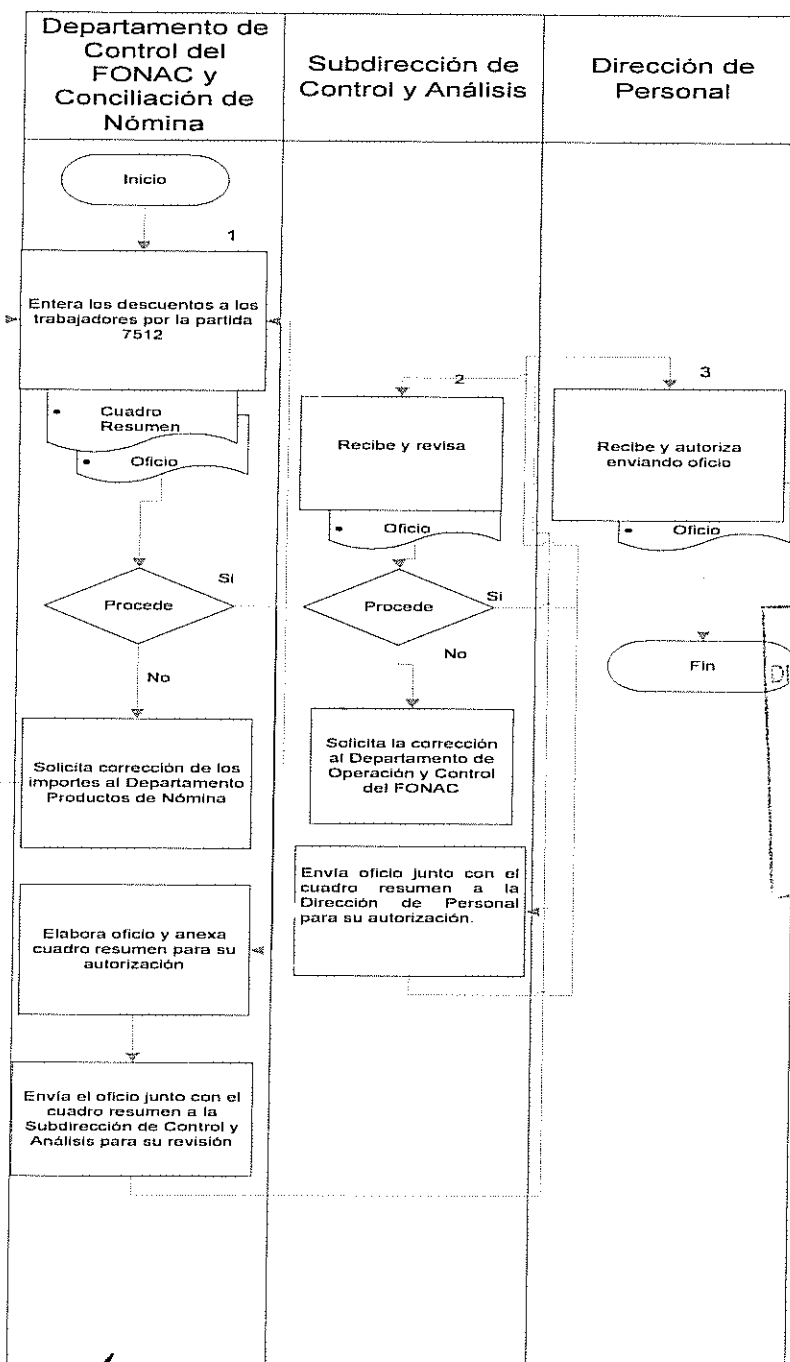 Departamento de
Control del
FONAC y
Conciliación de
Nómina
Subdirección de
Control y Análisis
Dirección de
Personal
Inicio
1
Entera los descuentos a los
trabajadores por la partida
7512
• Cuadro
Resumen
• Oficio
Procede
Si
No
Solicita corrección de los
importes al Departamento
Productos de Nómina
Elabora oficio y anexa
cuadro resumen para su
autorización
Envía el oficio junto con el
cuadro resumen a la
Subdirección de Control y
Análisis para su revisión
2
Recibe y revisa
• Oficio
Procede
Si
No
Solicita la corrección
al Departamento de
Operación y Control
del FONAC
Envía oficio junto con el
cuadro resumen a la
Dirección de Personal
para su autorización.
3
Recibe y autoriza
enviando oficio
• Oficio
Fin